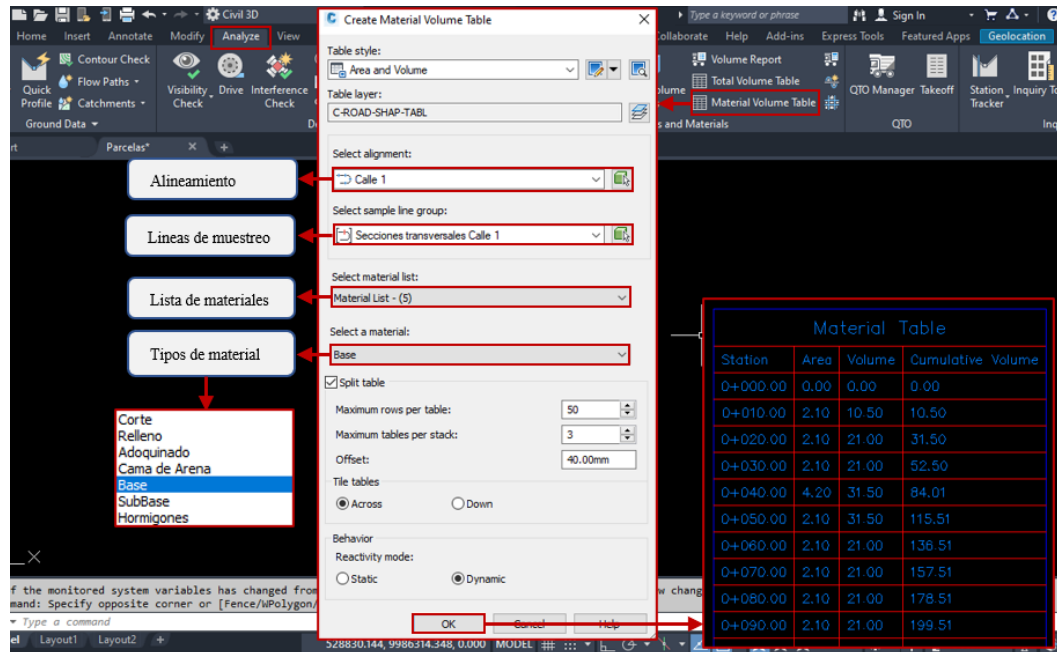 Civil 3D
Type a keyword or phrase
Sign In
Home Insert Annotate Modify Analyze View
Collaborate Help Add-ins Express Tools Featured Apps Geolocation
Contour Check
Flow Paths
Catchments
Quick Profile
Ground Data
Visibility Check
Drive
Interference Check
Volume Report
Total Volume Table
Material Volume Table
s and Materials
QTO Manager
Takeoff
QTO
Station Tracker
Inquiry
Parcelas*
Alineamiento
Lineas de muestreo
Lista de materiales
Tipos de material
Corte
Relleno
Adoquinado
Cama de Arena
Base
SubBase
Hormigones
Create Material Volume Table
Table style:
Area and Volume
Table layer:
C-ROAD-SHAP-TABL
Select alignment:
Calle 1
Select sample line group:
Secciones transversales Calle 1
Select material list:
Material List - (5)
Select a material:
Base
Split table
Maximum rows per table: 50
Maximum tables per stack: 3
Offset: 40.00mm
Tile tables
Across Down
Behavior
Reactivity mode:
Static Dynamic
OK Cancel Help
Material Table
Station Area Volume Cumulative Volume
0+000.00 0.00 0.00 0.00
0+010.00 2.10 10.50 10.50
0+020.00 2.10 21.00 31.50
0+030.00 2.10 21.00 52.50
0+040.00 4.20 31.50 84.01
0+050.00 2.10 31.50 115.51
0+060.00 2.10 21.00 136.51
0+070.00 2.10 21.00 157.51
0+080.00 2.10 21.00 178.51
0+090.00 2.10 21.00 199.51
X
f the monitored system variables has changed from
mand: Specify opposite corner or [Fence/WPolygon/
Type a command
Layout1 Layout2 +
528830.144, 9986314.348, 0.000 MODEL